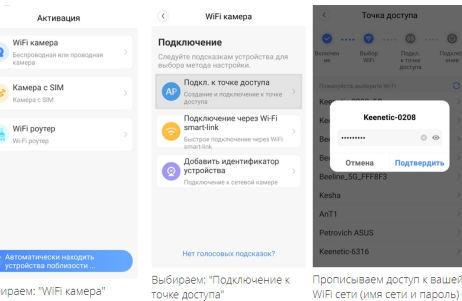 Активация
WiFi камера
Беспроводная или проводная
камера
Камера с SIM
Камера с SIM
WiFi роутер
Wi-Fi роутер
Автоматически находить
устройства поблизости ...
ираем: "WiFi камера"
WiFi камера
Подключение
Следуйте подсказкам устройства для
выбора метода настройки.
AP
Подкл. к точке доступа
Создание и подключение к точке
доступа
Подключение через Wi-Fi
smart-link
Быстрое подключение через WiFi
smart-link
Добавить идентификатор
устройства
Подключение к сетевой камере
Нет голосовых подсказок?
Выбираем: "Подключение к
точке доступа"
Точка доступа
Выбор
WiFi
Подкл.
к точке
доступа
Пожалуйста, выберите Wi-Fi
Keenetic-0208
Отмена
Подтвердить
Beeline_5G_FFF8F3
Kesha
AnT1
Petrovich ASUS
Keenetic-6316
Прописываем доступ к вашей
WiFi сети (имя сети и пароль)